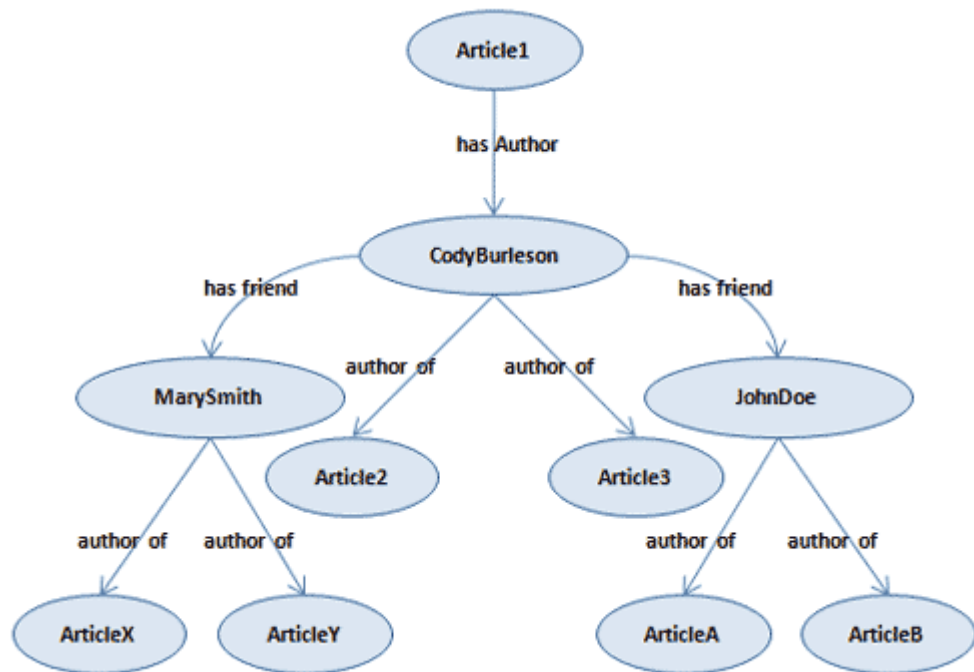 Article1
has Author
CodyBurleson
has friend
has friend
author of
author of
MarySmith
JohnDoe
Article2
Article3
author of
author of
author of
author of
ArticleX
ArticleY
ArticleA
ArticleB